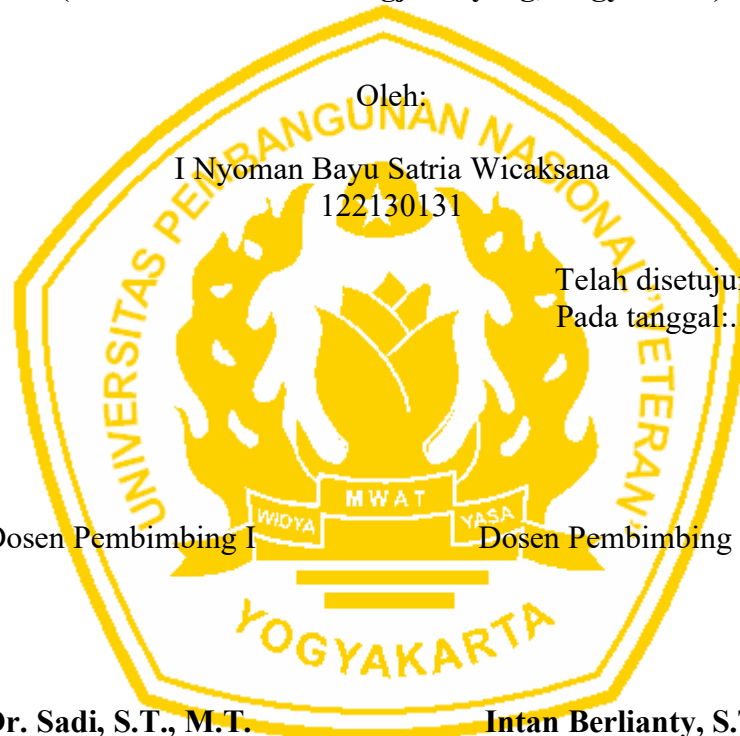 Oleh:
I Nyoman Bayu Satria Wicaksana
122130131
Telah disetujui
Pada tanggal:.
UNIVERSITAS PEMBANGUNAN NASIONAL "VETERAN"
MWAT
WIDYA YASA
Dosen Pembimbing I Dosen Pembimbing
YOGYAKARTA
Dr. Sadi, S.T., M.T. Intan Berlianty, S.T